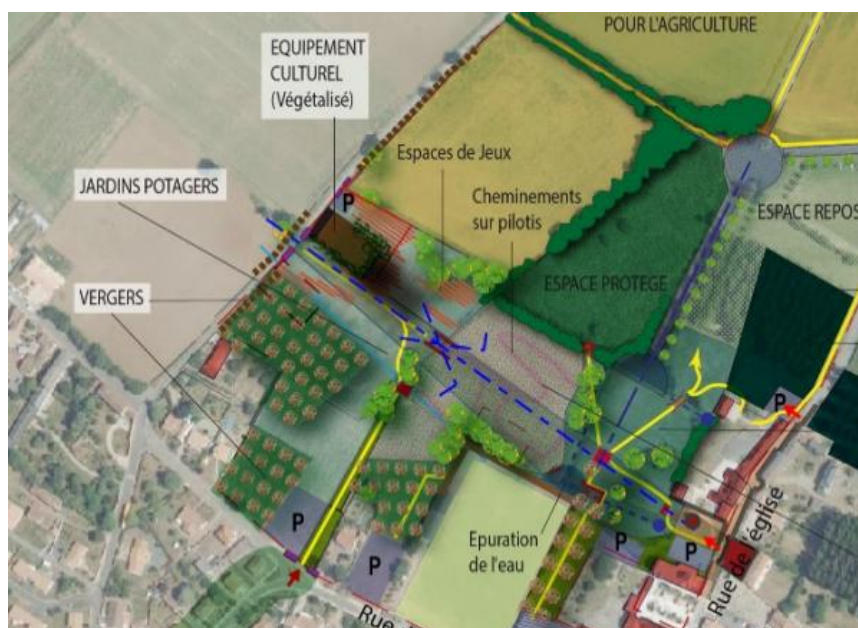 POUR L'AGRICULTURE
EQUIPEMENT
CULTUREL
(Végétalisé)
Espaces de Jeux
JARDINS POTAGERS
Cheminements
sur pilotis
P
ESPACE REPOS
ESPACE PROTEGE
VERGERS
P
P
P
Epuration
de l'eau
P
P
Rue de l'église
Rue